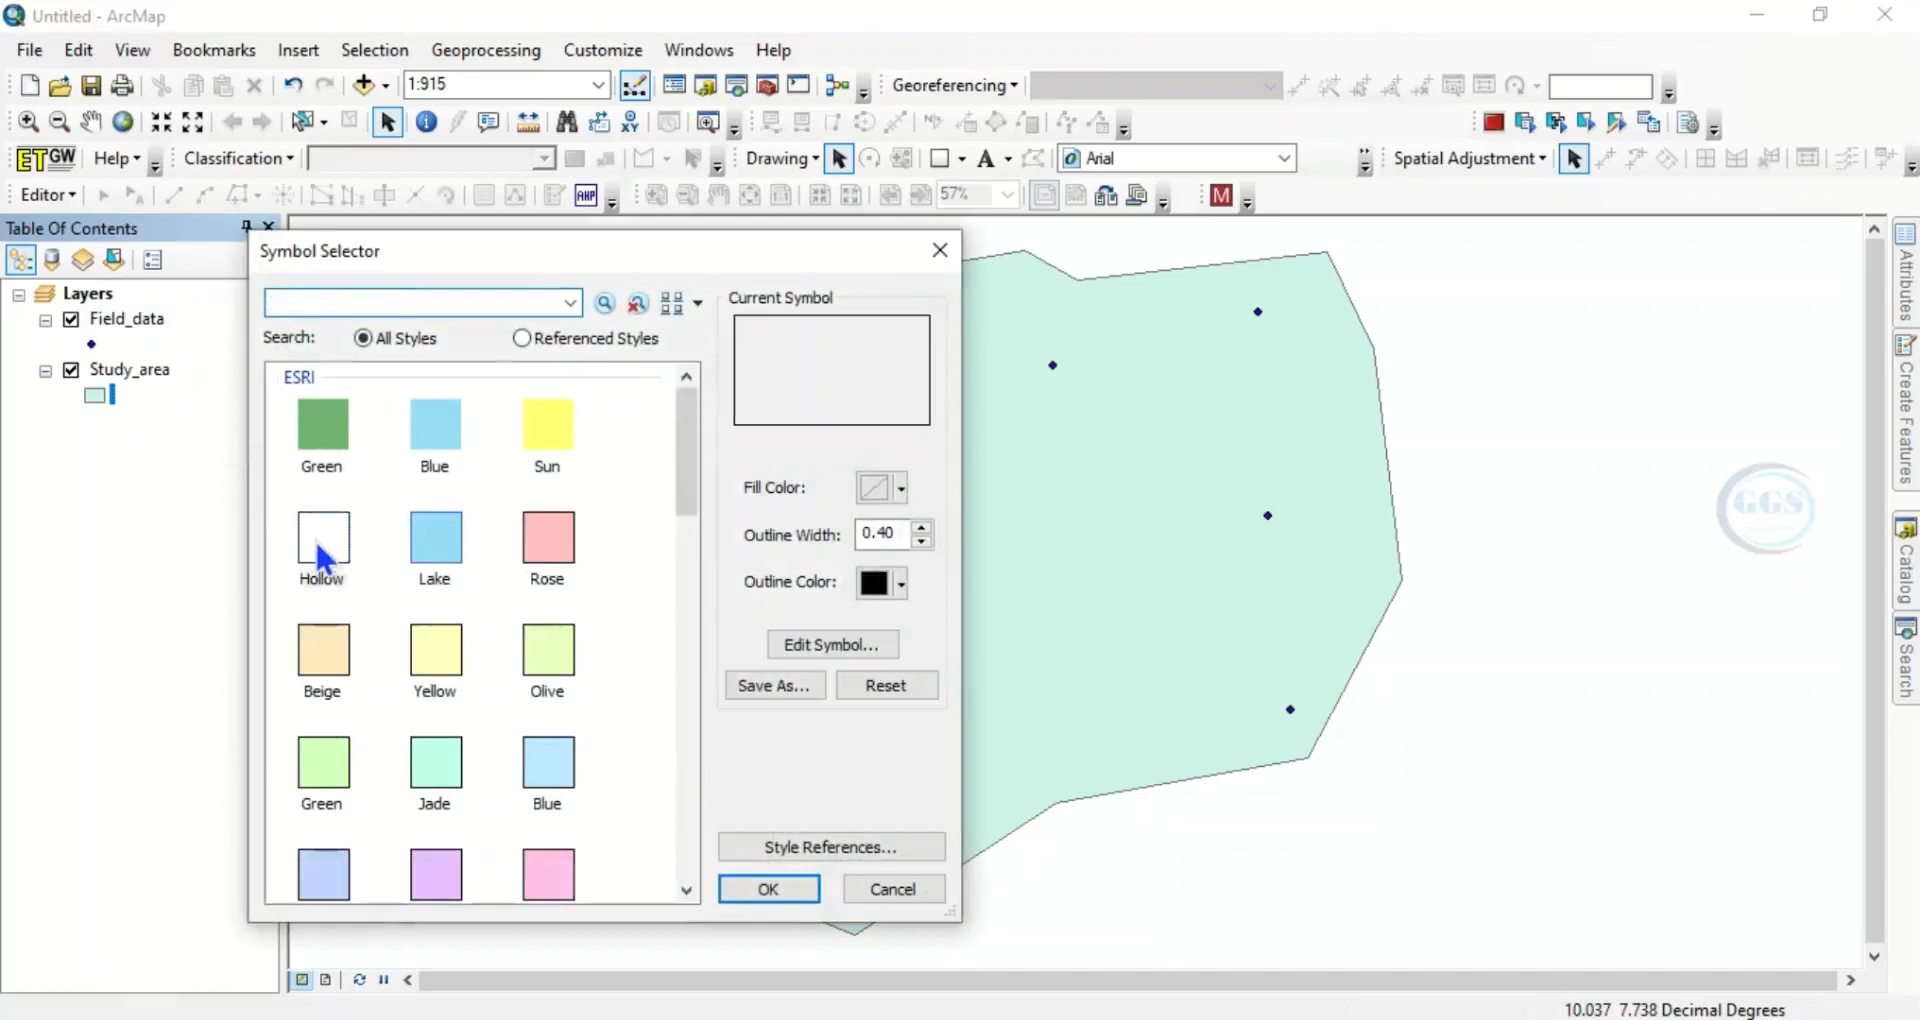 Untitled - ArcMap
File Edit View Bookmarks Insert Selection Geoprocessing Customize Windows Help
1:915 Georeferencing
ET GW Help Classification Drawing A Arial Spatial Adjustment
Editor AHP 57% M
Table Of Contents
Layers
Field_data
Study_area
Symbol Selector
Search: All Styles Referenced Styles
ESRI
Green Blue Sun
Hollow Lake Rose
Beige Yellow Olive
Green Jade Blue
Current Symbol
Fill Color:
Outline Width: 0.40
Outline Color:
Edit Symbol...
Save As... Reset
Style References...
OK Cancel
GGS
Attributes
Create Features
Catalog
Search
10.037 7.738 Decimal Degrees